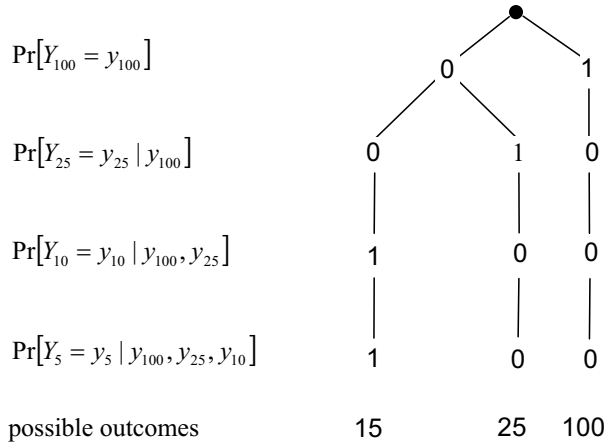 Pr[Y₁₀₀ = y₁₀₀] 0 1
Pr[Y₂₅ = y₂₅ | y₁₀₀] 0 1 0
Pr[Y₁₀ = y₁₀ | y₁₀₀, y₂₅] 1 0 0
Pr[Y₅ = y₅ | y₁₀₀, y₂₅, y₁₀] 1 0 0
possible outcomes 15 25 100